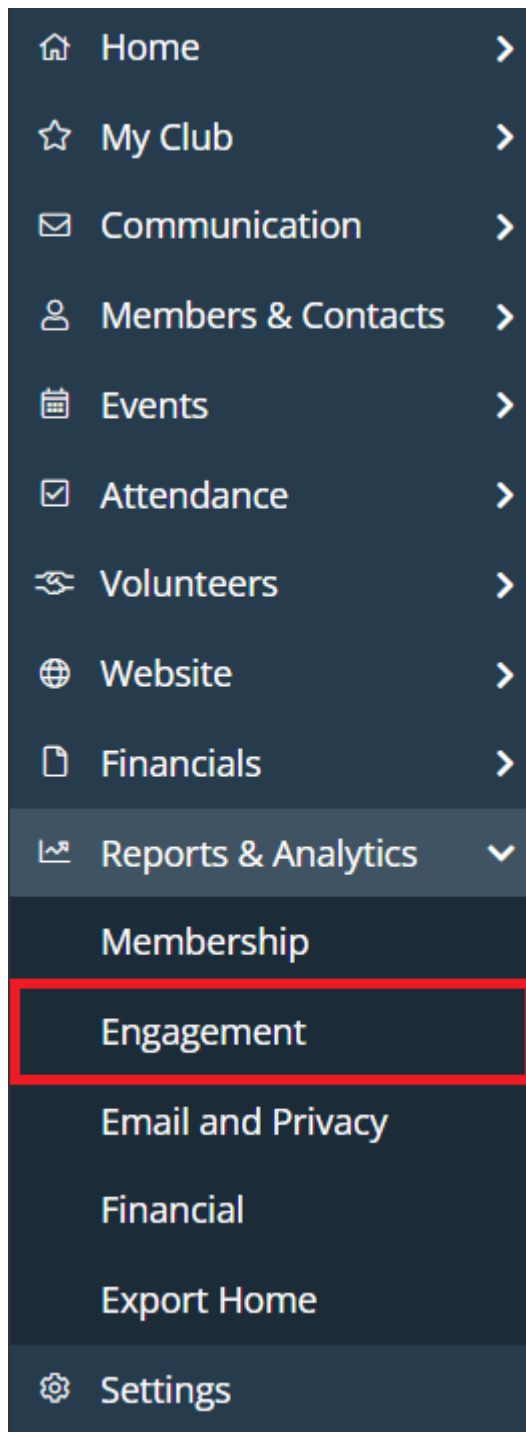 Home
My Club
Communication
Members & Contacts
Events
Attendance
Volunteers
Website
Financials
Reports & Analytics
Membership
Engagement
Email and Privacy
Financial
Export Home
Settings